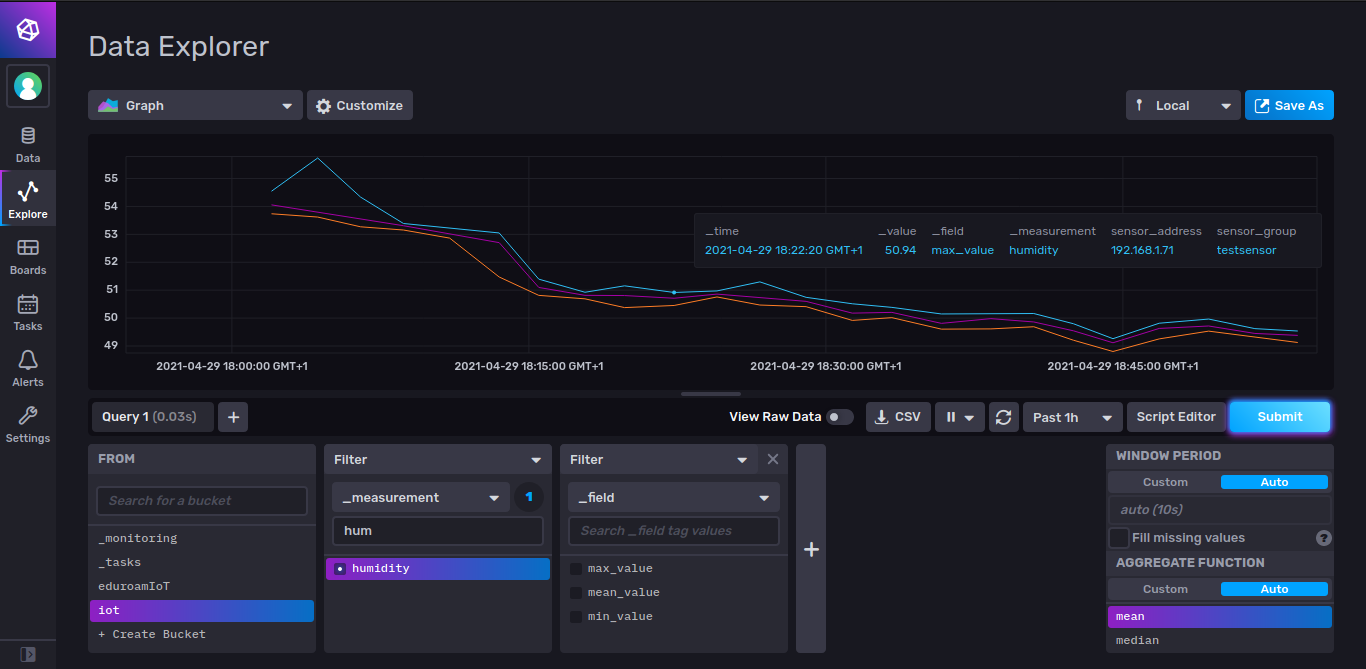 Data Explorer
Graph
Customize
Local
Save As
Data
Explore
Boards
Tasks
Alerts
Settings
55
54
53
52
51
50
49
_time _value _field _measurement sensor_address sensor_group
2021-04-29 18:22:20 GMT+1 50.94 max_value humidity 192.168.1.71 testsensor
2021-04-29 18:00:00 GMT+1 2021-04-29 18:15:00 GMT+1 2021-04-29 18:30:00 GMT+1 2021-04-29 18:45:00 GMT+1
Query 1 (0.03s)
+
View Raw Data
CSV
Past 1h
Script Editor
Submit
FROM
Search for a bucket
_monitoring
_tasks
eduroamIoT
iot
+ Create Bucket
Filter
_measurement
1
hum
humidity
Filter
_field
Search _field tag values
max_value
mean_value
min_value
+
WINDOW PERIOD
Custom Auto
auto (10s)
Fill missing values ?
AGGREGATE FUNCTION
Custom Auto
mean
median